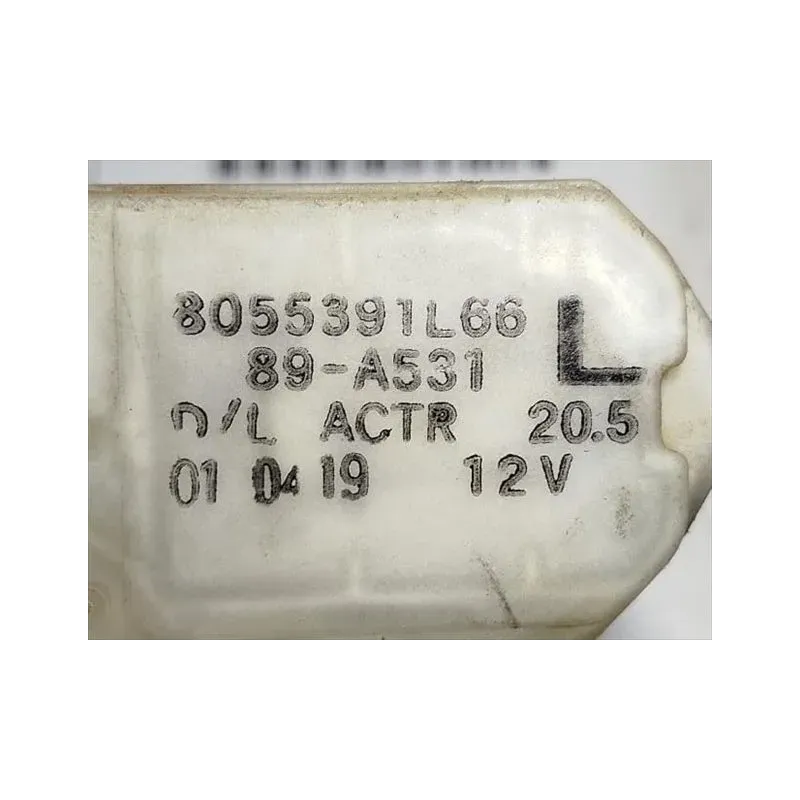 8055391L66 L
89-A531
D/L ACTR 20.5
01 04 19 12V